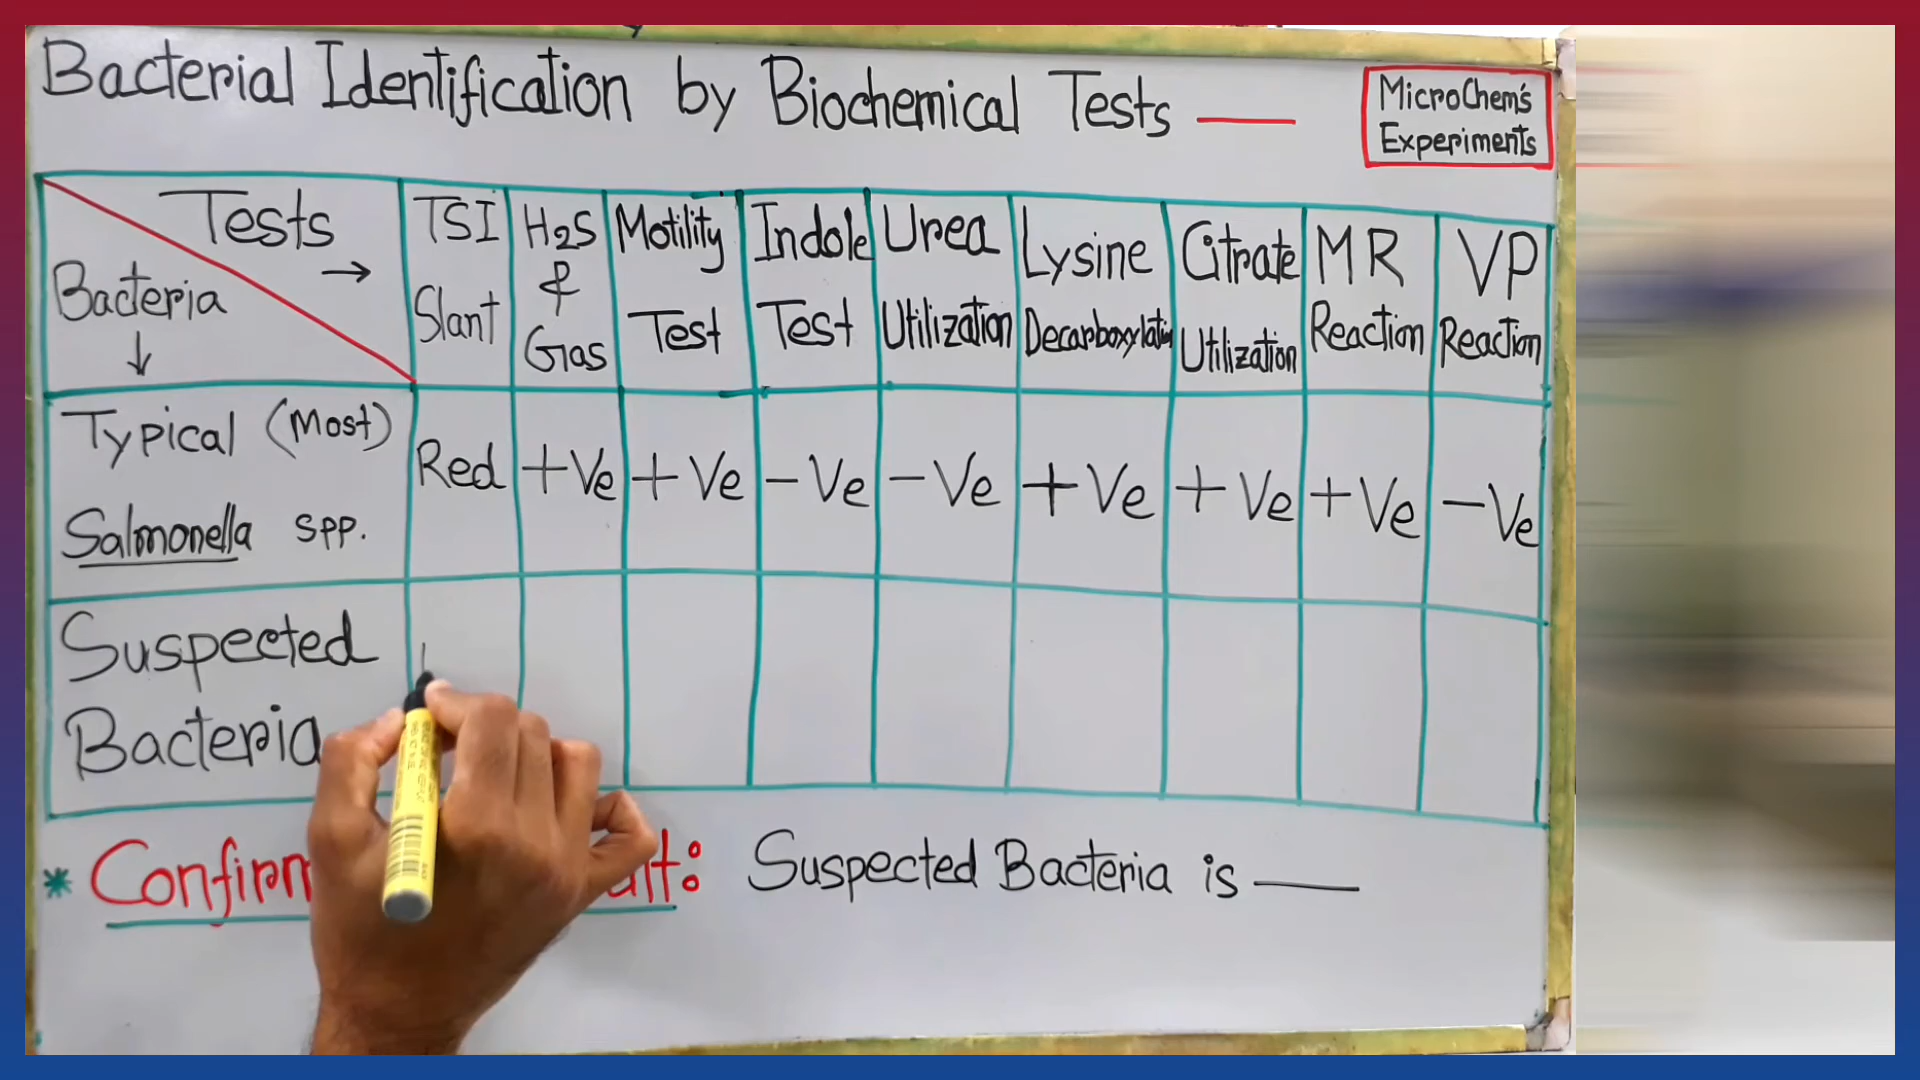 Bacterial Identification by Biochemical Tests
MicroChem's
Experiments
Tests →
Bacteria
↓
TSI
Slant
H2S
&
Gas
Motility
Test
Indole
Test
Urea
Utilization
Lysine
Decarboxylation
Citrate
Utilization
MR
Reaction
VP
Reaction
Typical (Most)
Salmonella spp.
Red
+Ve
+Ve
-Ve
-Ve
+Ve
+Ve
+Ve
-Ve
Suspected
Bacteria
* Suspected Bacteria is